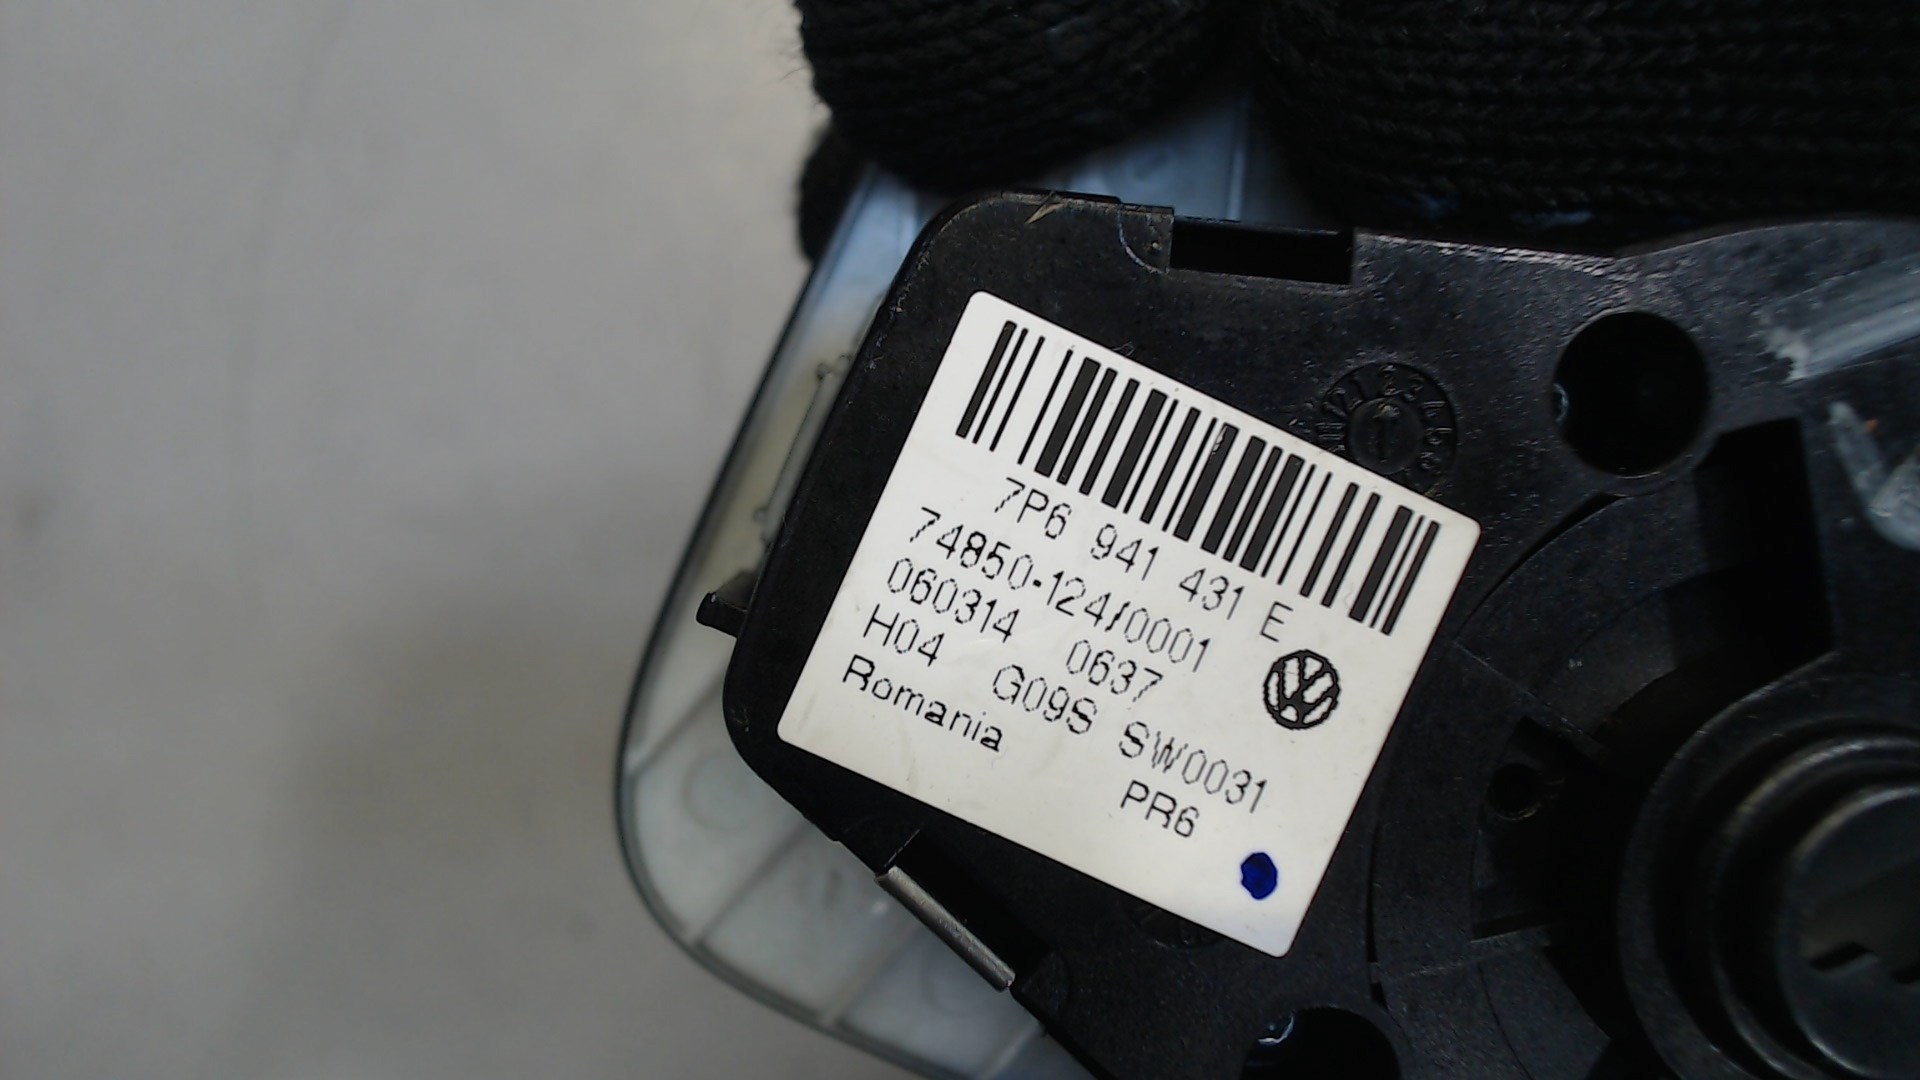 7P6 941 431 E
74850-124/0001
060314 0637
H04 G09S SW0031
Romania PR6